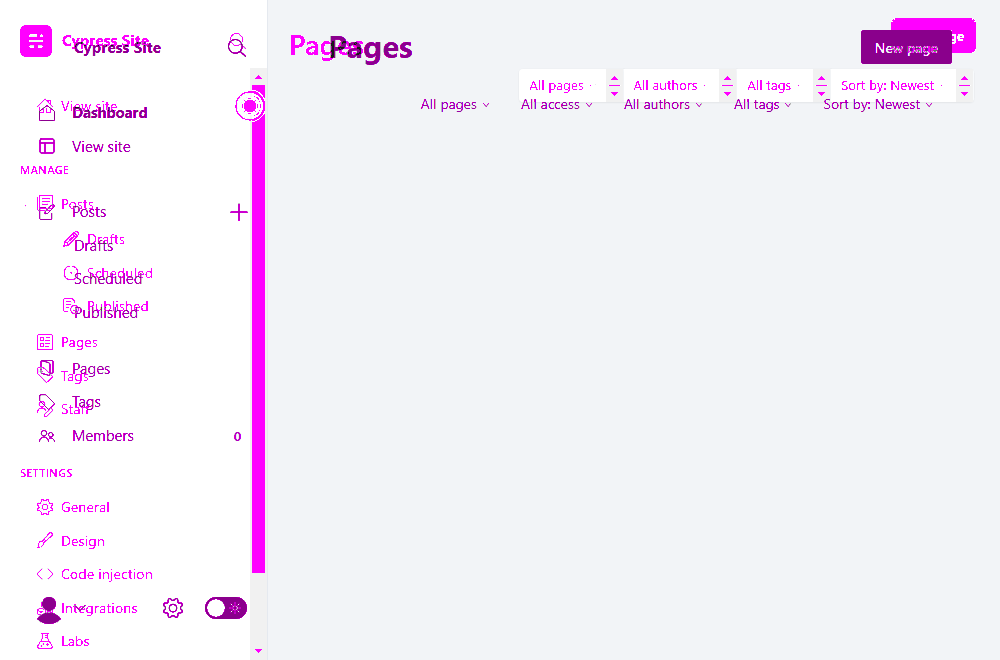 Cypress Site
Cypress Site
Pages
Pages
New page
All pages
All authors
All tags
Sort by: Newest
All pages
All access
All authors
All tags
Sort by: Newest
View site
Dashboard
View site
MANAGE
Posts
Posts
Drafts
Drafts
Scheduled
Scheduled
Published
Published
Pages
Pages
Tags
Tags
Staff
Members
0
SETTINGS
General
Design
Code injection
Integrations
Labs